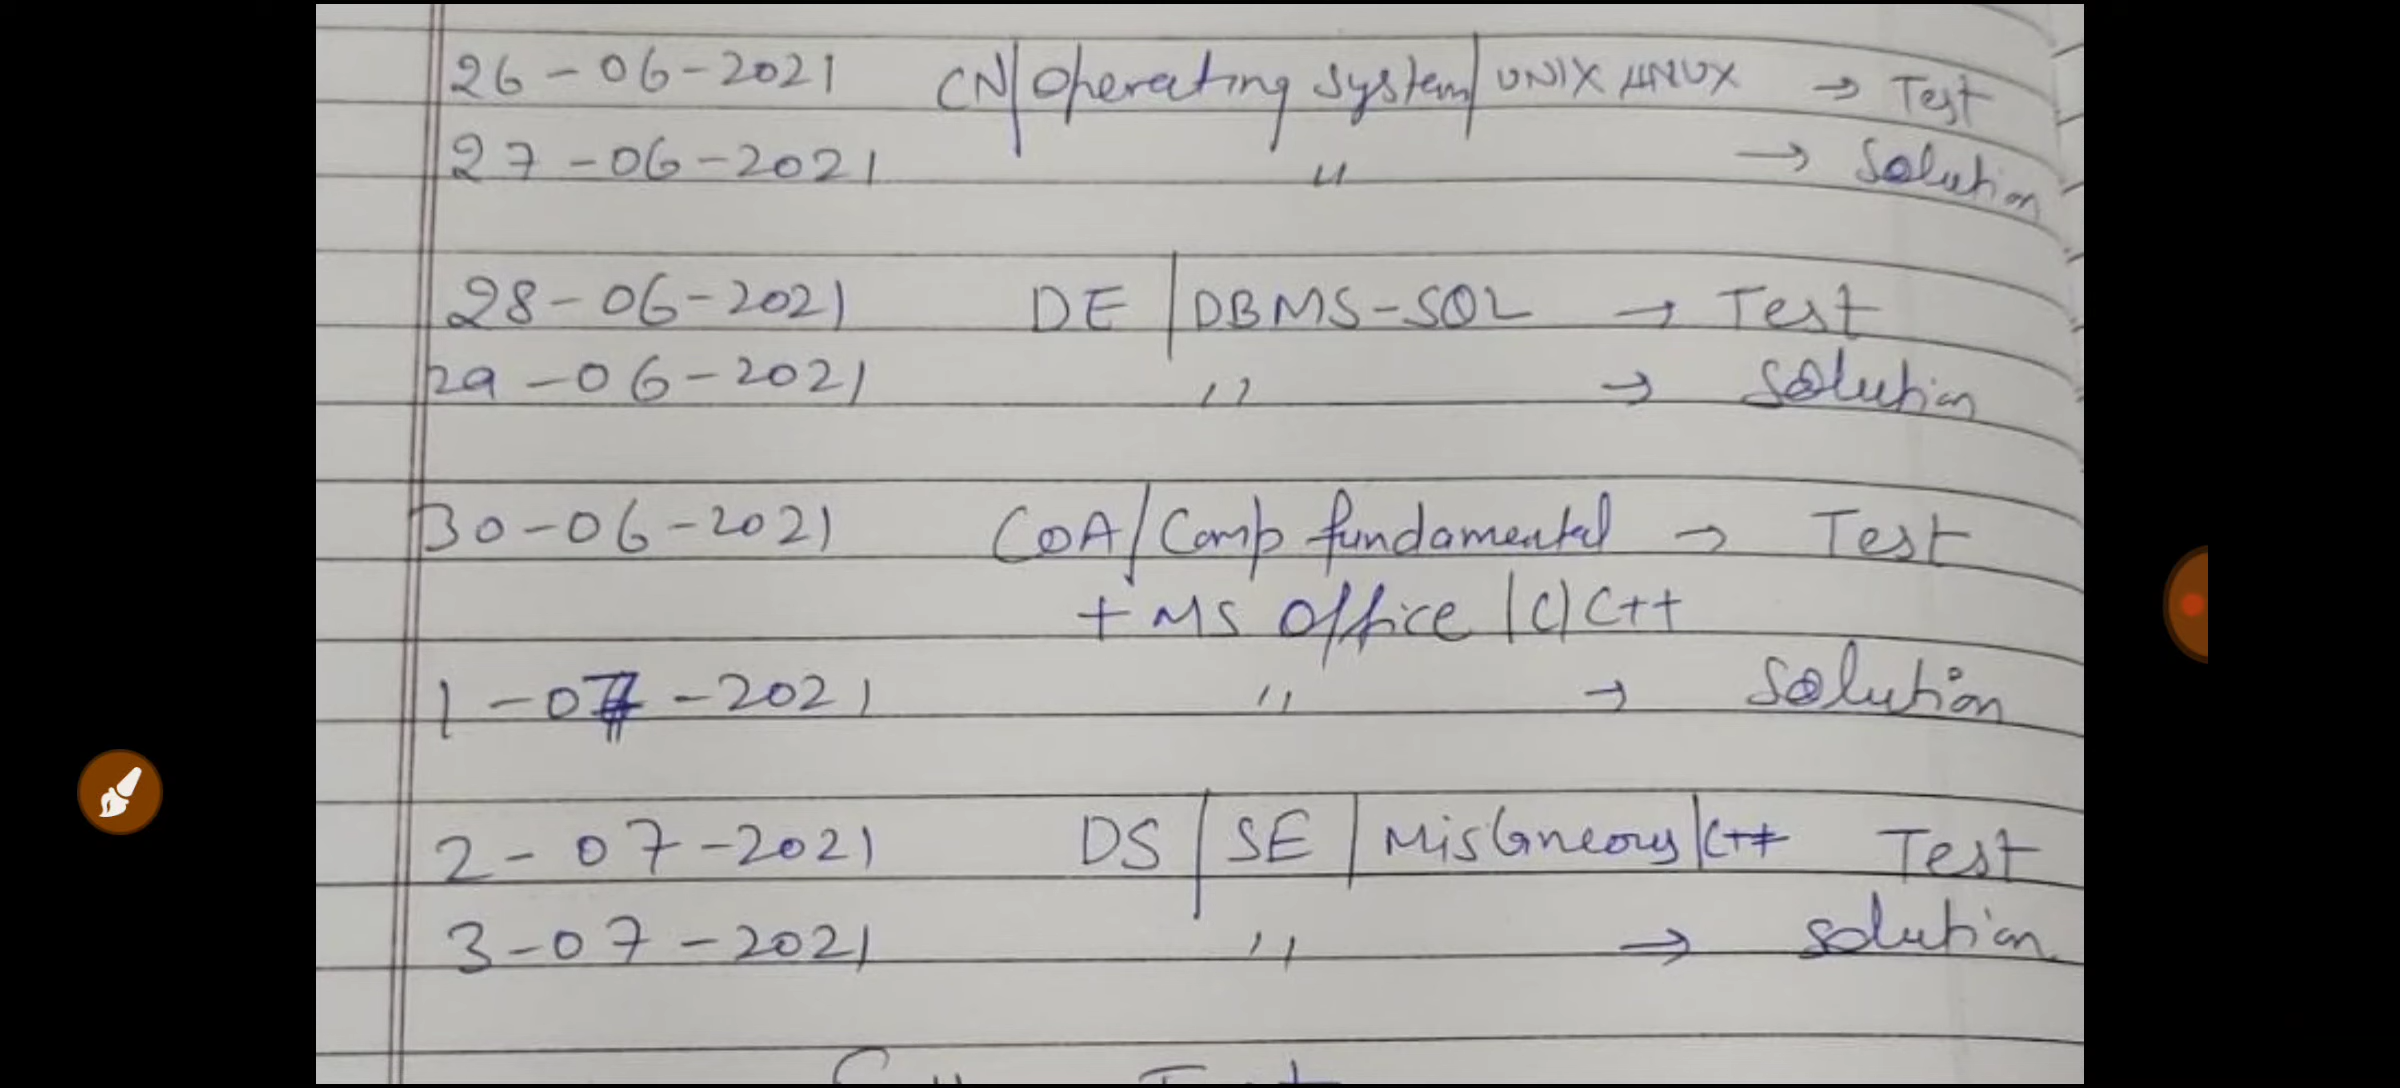 26-06-2021 CN|Operating System|UNIX LINUX → Test
27-06-2021 " → Solution
28-06-2021 DE|DBMS-SQL → Test
29-06-2021 " → Solution
30-06-2021 COA/Comp fundamental → Test
+ MS Office|C|C++
1-07-2021 " → Solution
2-07-2021 DS|SE|Mislaneous|C++ Test
3-07-2021 " → solution